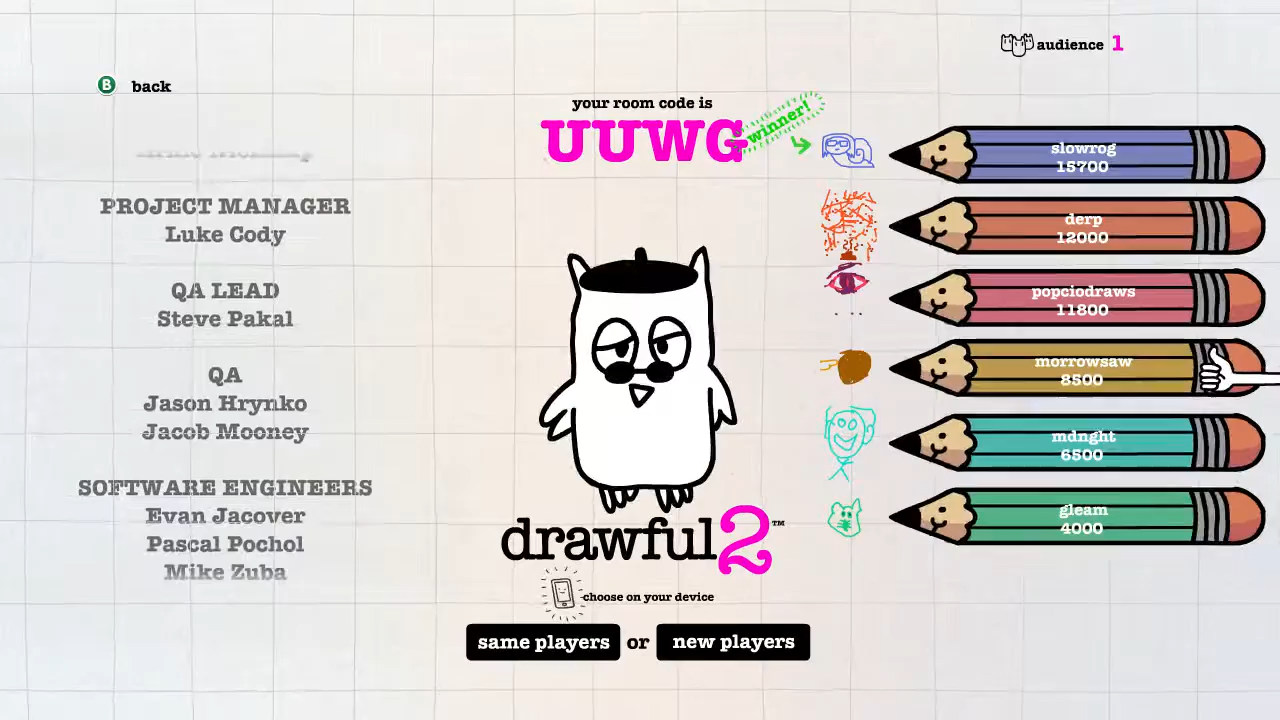 audience 1
B back
your room code is
UUWG
winner!
PROJECT MANAGER
Luke Cody
QA LEAD
Steve Pakal
QA
Jason Hrynko
Jacob Mooney
SOFTWARE ENGINEERS
Evan Jacover
Pascal Pochol
Mike Zuba
drawful 2™
choose on your device
same players or new players
slowrog
15700
derp
12000
popciodraws
11800
morrowsaw
8500
mdnght
6500
gleam
4000